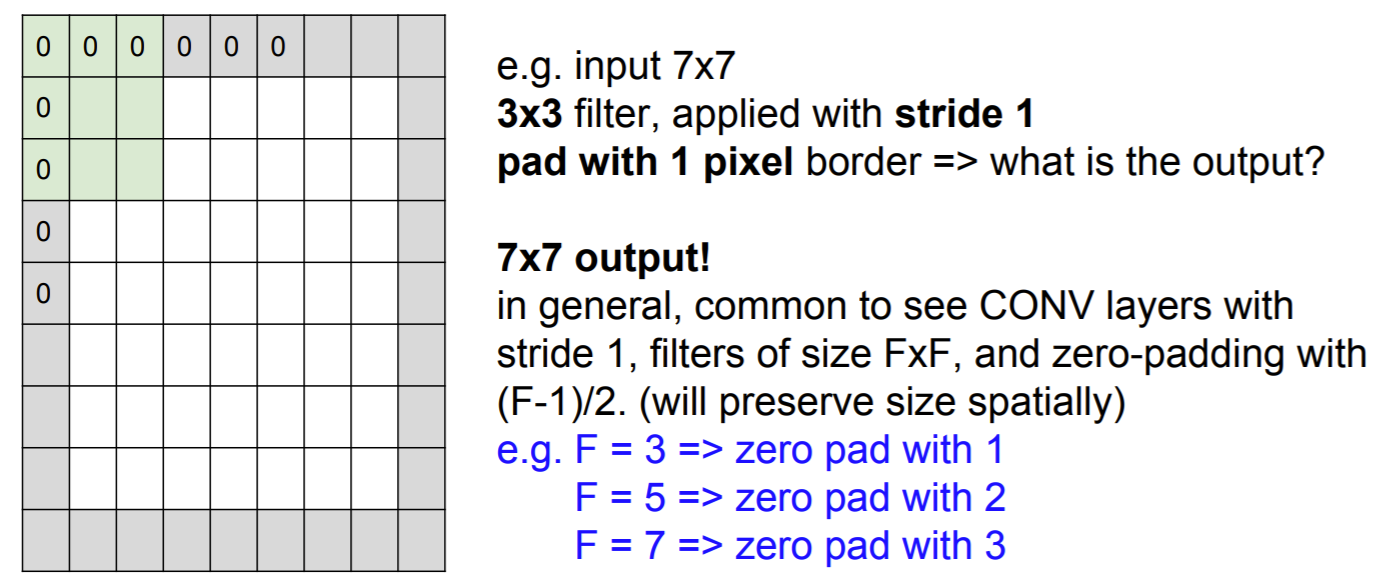 0 0 0 0 0 0
0
0
0
0
e.g. input 7x7
3x3 filter, applied with stride 1
pad with 1 pixel border => what is the output?
7x7 output!
in general, common to see CONV layers with
stride 1, filters of size FxF, and zero-padding with
(F-1)/2. (will preserve size spatially)
e.g. F = 3 => zero pad with 1
F = 5 => zero pad with 2
F = 7 => zero pad with 3